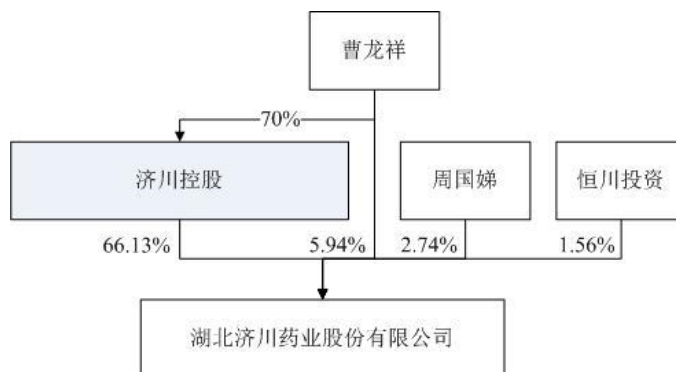 曹龙祥
70%
济川控股
周国娣
恒川投资
66.13%
5.94%
2.74%
1.56%
湖北济川药业股份有限公司